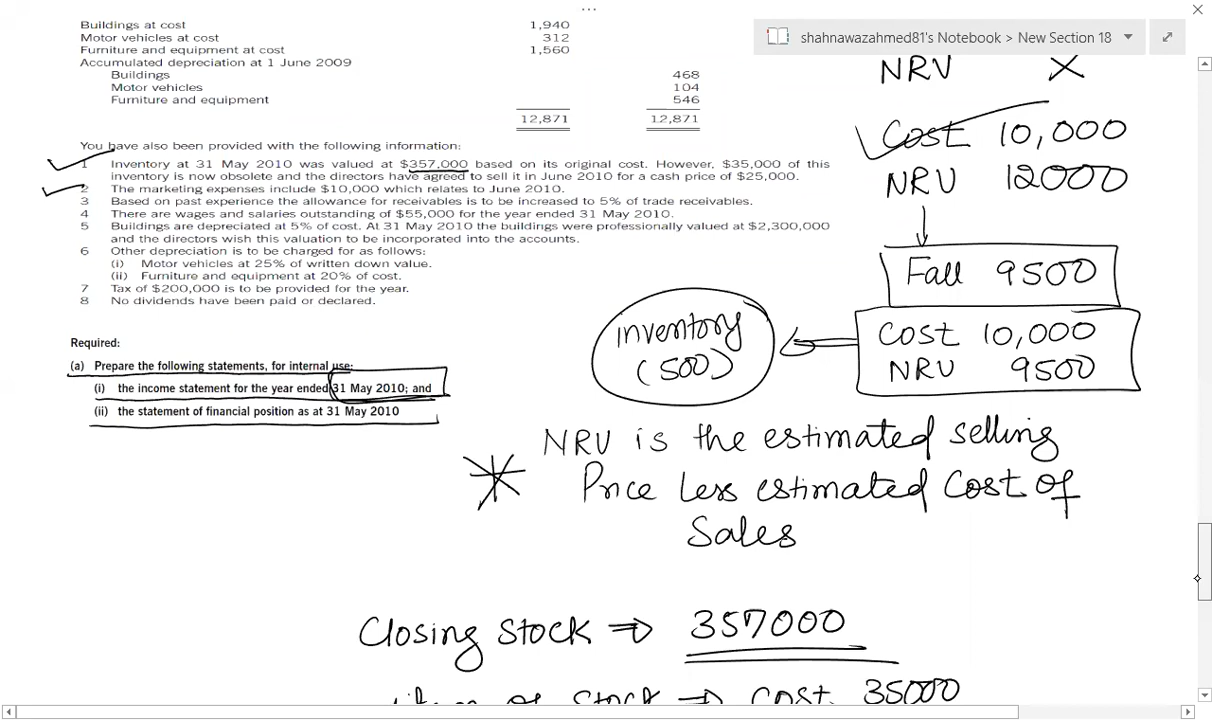 ...
shahnawazahmed81's Notebook > New Section 18
Buildings at cost 1,940
Motor vehicles at cost 312
Furniture and equipment at cost 1,560
Accumulated depreciation at 1 June 2009
Buildings 468
Motor vehicles 104
Furniture and equipment 546
12,871 12,871
You have also been provided with the following information:
1 Inventory at 31 May 2010 was valued at $357,000 based on its original cost. However, $35,000 of this
inventory is now obsolete and the directors have agreed to sell it in June 2010 for a cash price of $25,000.
2 The marketing expenses include $10,000 which relates to June 2010.
3 Based on past experience the allowance for receivables is to be increased to 5% of trade receivables.
4 There are wages and salaries outstanding of $55,000 for the year ended 31 May 2010.
5 Buildings are depreciated at 5% of cost. At 31 May 2010 the buildings were professionally valued at $2,300,000
and the directors wish this valuation to be incorporated into the accounts.
6 Other depreciation is to be charged for as follows:
(i) Motor vehicles at 25% of written down value.
(ii) Furniture and equipment at 20% of cost.
7 Tax of $200,000 is to be provided for the year.
8 No dividends have been paid or declared.
Required:
(a) Prepare the following statements, for internal use:
(i) the income statement for the year ended 31 May 2010; and
(ii) the statement of financial position as at 31 May 2010
NRV X
Cost 10,000
NRV 12000
Fall 9500
Cost 10,000
NRV 9500
inventory
(500)
NRV is the estimated selling
Price Less estimated Cost of
Sales
Closing Stock ⇒ 357000
item of stock ⇒ cost 35000